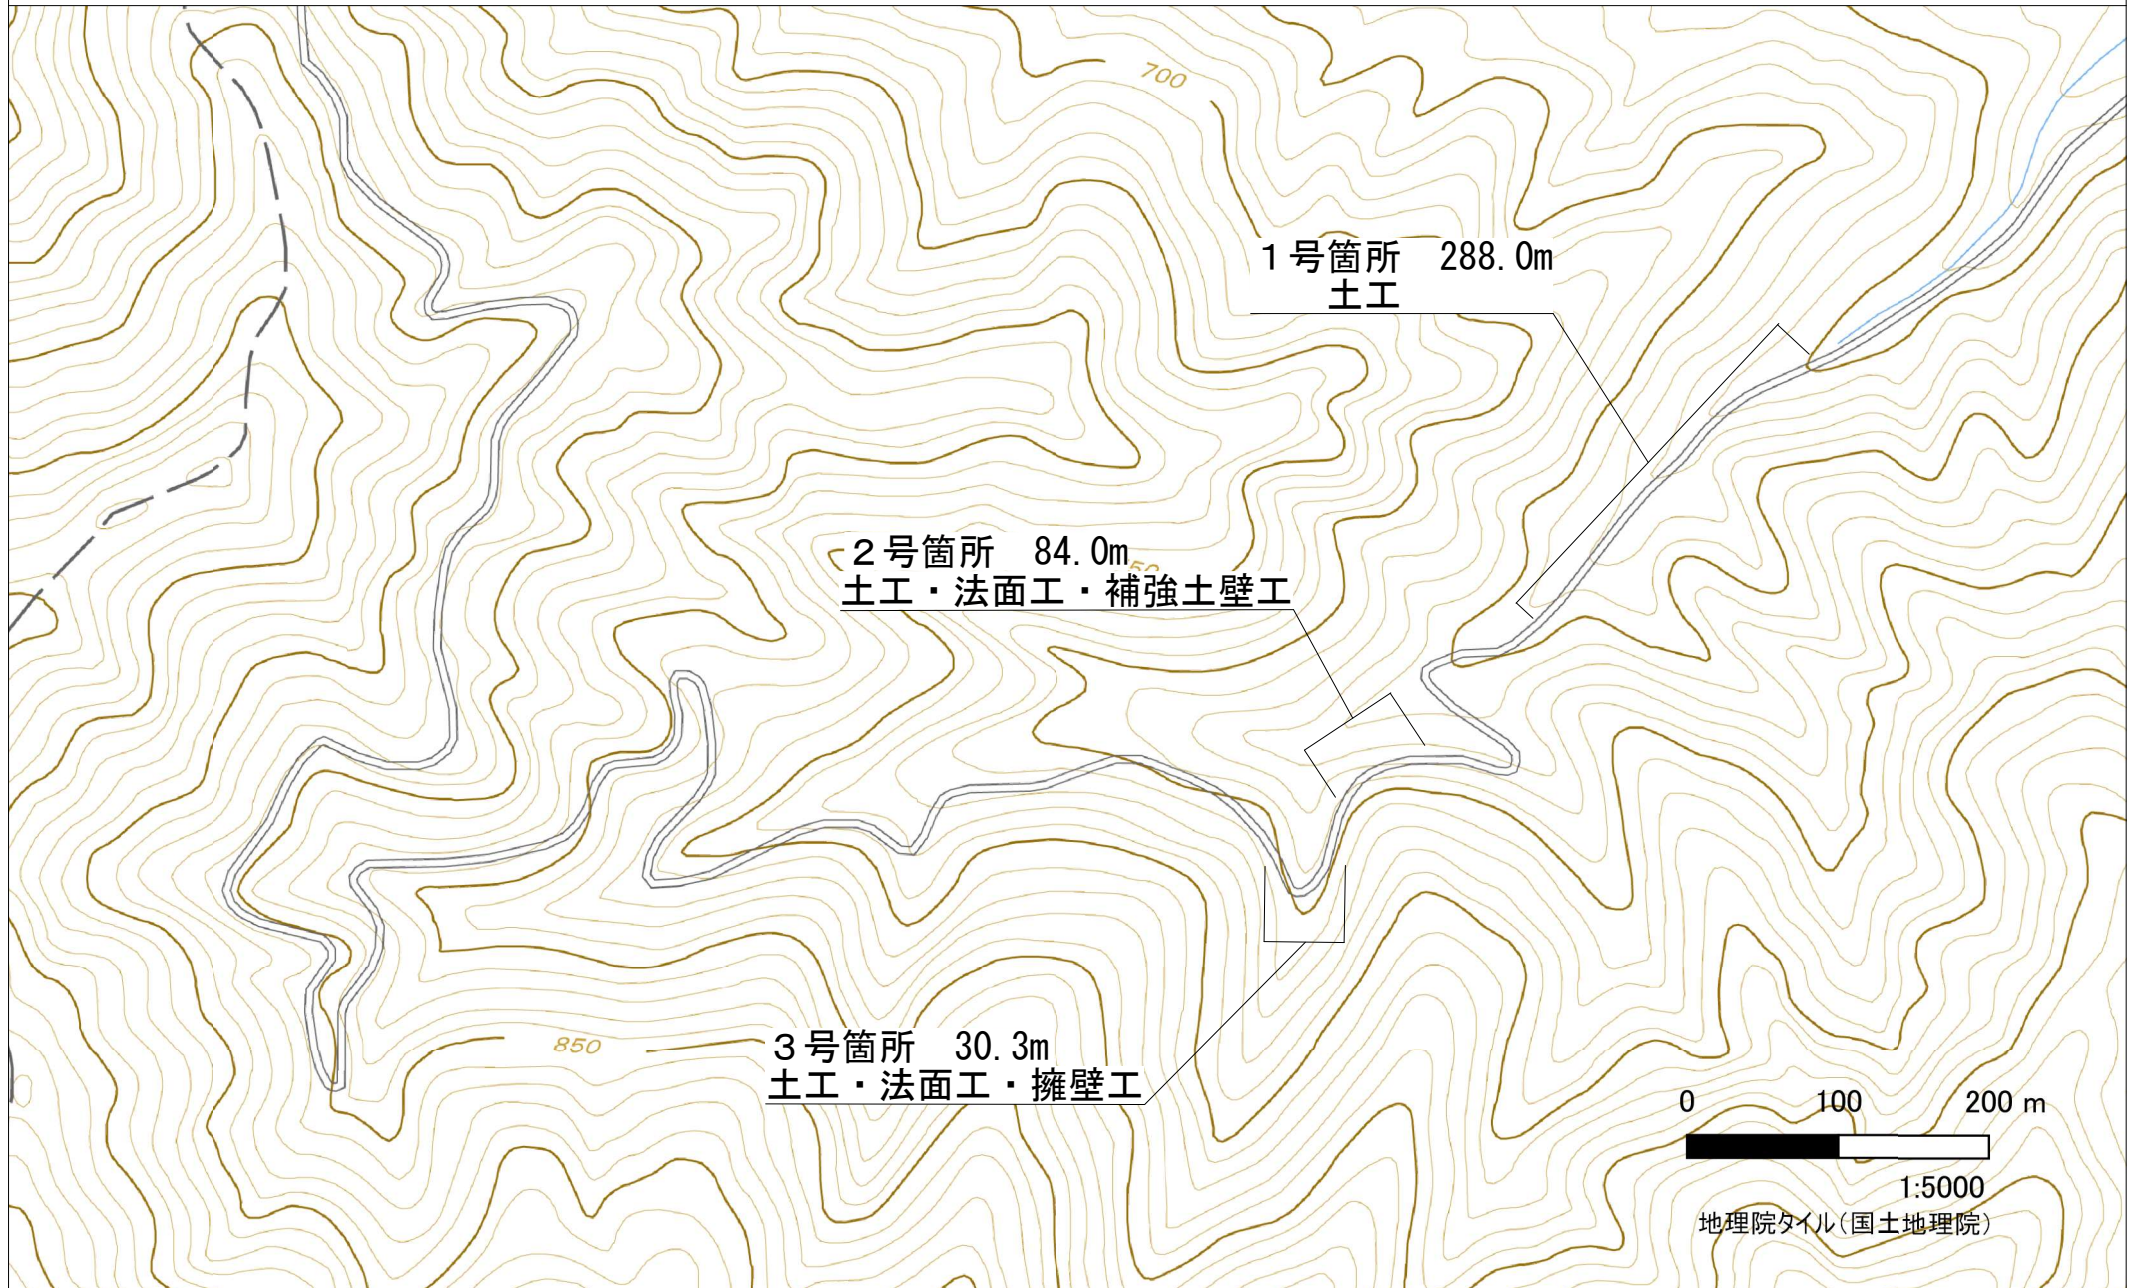 700
１号箇所　288.0m
土工
２号箇所　84.0m
50
土工・法面工・補強土壁工
850
３号箇所　30.3m
土工・法面工・擁壁工
0 100 200 m
1:5000
地理院タイル（国土地理院）